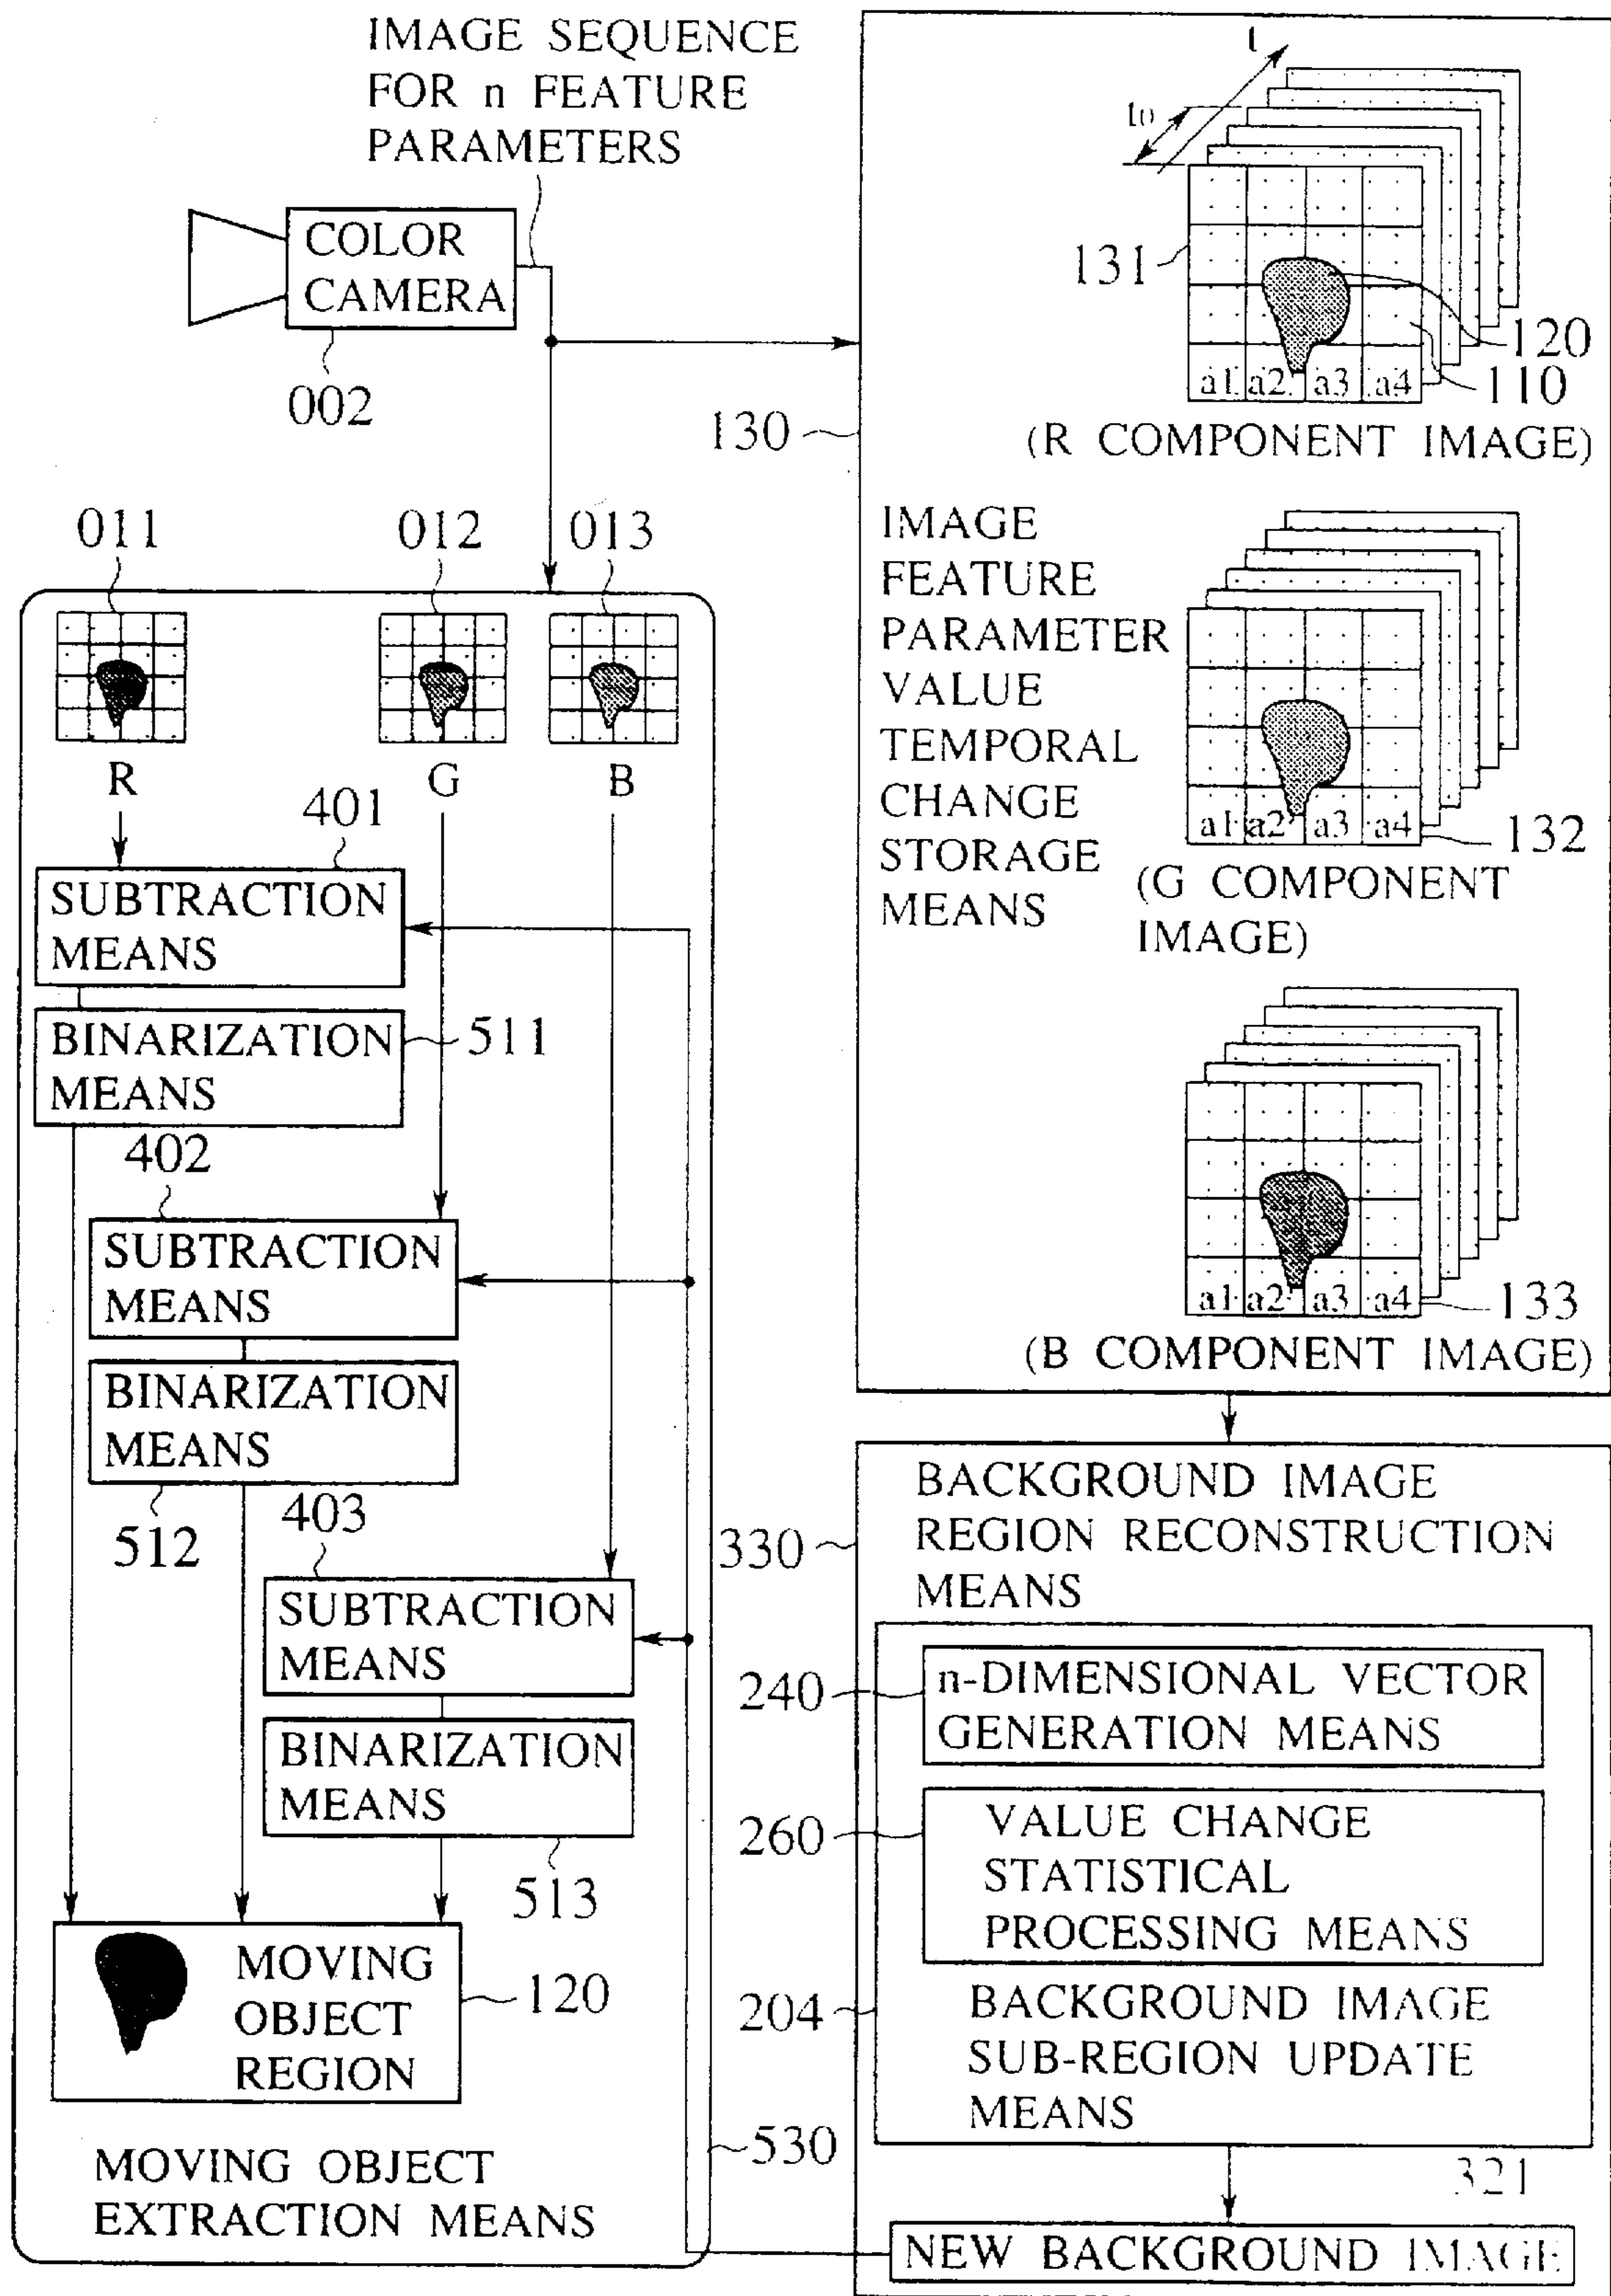 IMAGE SEQUENCE
FOR n FEATURE
PARAMETERS
COLOR
CAMERA
002
t
t0
131
120
110
a1 a2 a3 a4
(R COMPONENT IMAGE)
130
IMAGE
FEATURE
PARAMETER
VALUE
TEMPORAL
CHANGE
STORAGE
MEANS
a1 a2 a3 a4
132
(G COMPONENT
IMAGE)
a1 a2 a3 a4
133
(B COMPONENT IMAGE)
011
012
013
R
G
B
401
SUBTRACTION
MEANS
BINARIZATION
MEANS
511
402
SUBTRACTION
MEANS
BINARIZATION
MEANS
512
403
SUBTRACTION
MEANS
BINARIZATION
MEANS
513
MOVING
OBJECT
REGION
120
MOVING OBJECT
EXTRACTION MEANS
530
330
BACKGROUND IMAGE
REGION RECONSTRUCTION
MEANS
240
n-DIMENSIONAL VECTOR
GENERATION MEANS
260
VALUE CHANGE
STATISTICAL
PROCESSING MEANS
204
BACKGROUND IMAGE
SUB-REGION UPDATE
MEANS
321
NEW BACKGROUND IMAGE